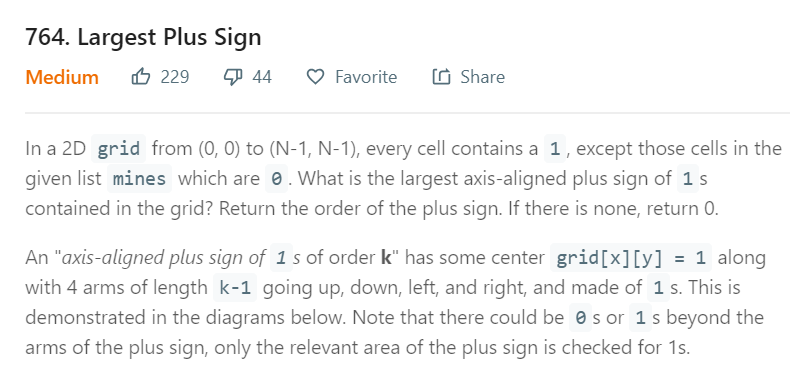 764. Largest Plus Sign
Medium 229 44 Favorite Share
In a 2D grid from (0, 0) to (N-1, N-1), every cell contains a 1, except those cells in the
given list mines which are 0. What is the largest axis-aligned plus sign of 1 s
contained in the grid? Return the order of the plus sign. If there is none, return 0.
An "axis-aligned plus sign of 1 s of order k" has some center grid[x][y] = 1 along
with 4 arms of length k-1 going up, down, left, and right, and made of 1 s. This is
demonstrated in the diagrams below. Note that there could be 0 s or 1 s beyond the
arms of the plus sign, only the relevant area of the plus sign is checked for 1s.